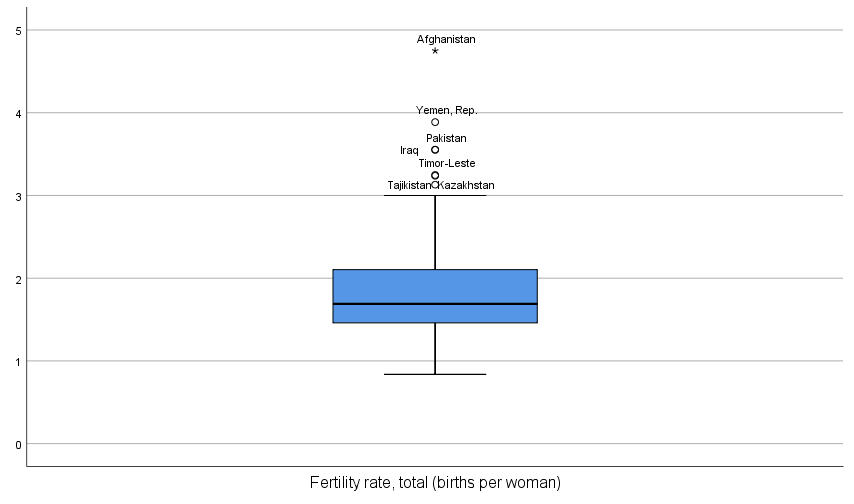 5
Afghanistan
4
Yemen, Rep.
Pakistan
Iraq
Timor-Leste
Tajikistan Kazakhstan
3
2
1
0
Fertility rate, total (births per woman)